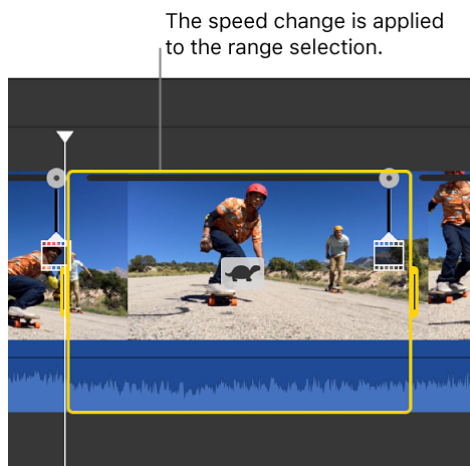 The speed change is applied
to the range selection.